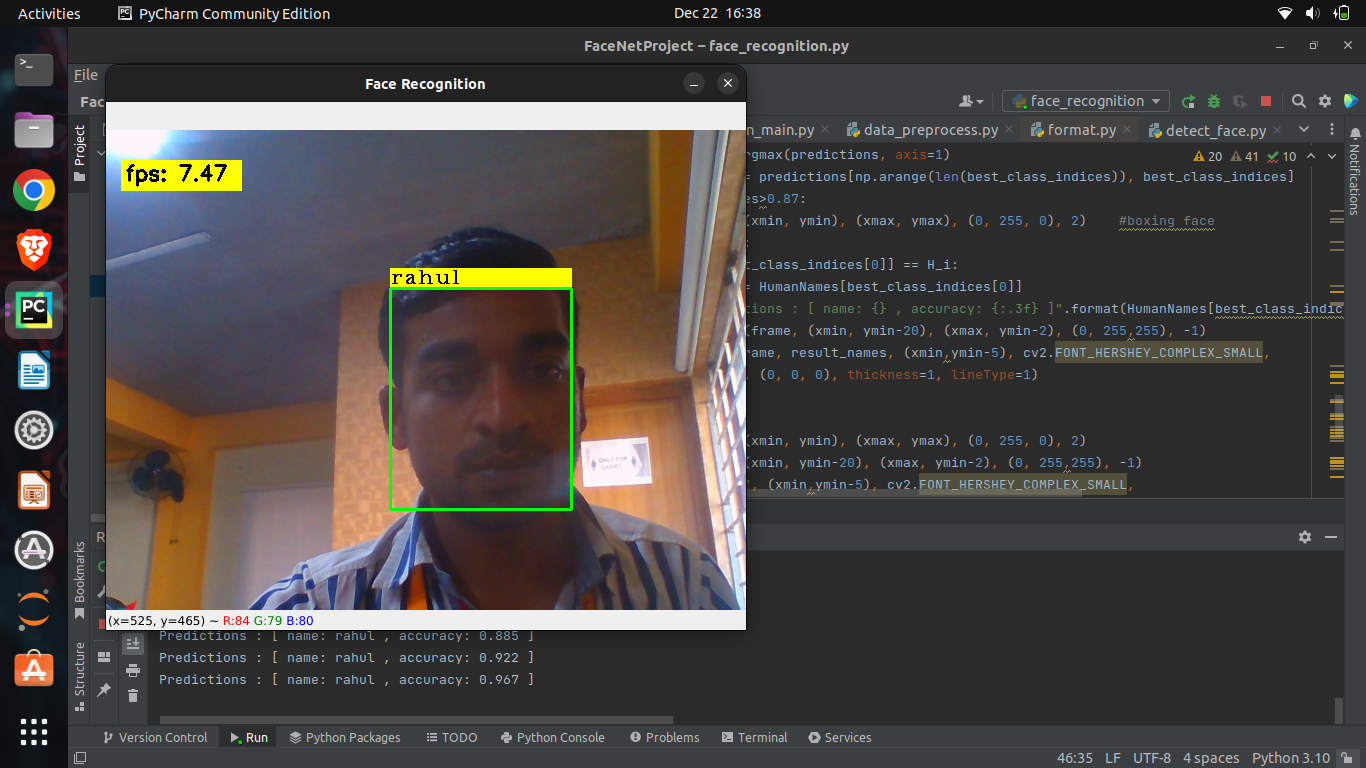 Activities
PyCharm Community Edition
Dec 22 16:38
FaceNetProject – face_recognition.py
File
Fac
face_recognition
Face Recognition
n_main.py
data_preprocess.py
format.py
detect_face.py
Project
Notifications
20
41
10
rgmax(predictions, axis=1)
= predictions[np.arange(len(best_class_indices)), best_class_indices]
es>0.87:
(xmin, ymin), (xmax, ymax), (0, 255, 0), 2) #boxing face
:
t_class_indices[0]] == H_i:
= HumanNames[best_class_indices[0]]
tions : [ name: {} , accuracy: {:.3f} ]".format(HumanNames[best_class_indic
(frame, (xmin, ymin-20), (xmax, ymin-2), (0, 255,255), -1)
rame, result_names, (xmin,ymin-5), cv2.FONT_HERSHEY_COMPLEX_SMALL,
, (0, 0, 0), thickness=1, lineType=1)
(xmin, ymin), (xmax, ymax), (0, 255, 0), 2)
(xmin, ymin-20), (xmax, ymin-2), (0, 255,255), -1)
", (xmin,ymin-5), cv2.FONT_HERSHEY_COMPLEX_SMALL,
fps: 7.47
rahul
ONLY FOR
LADIES
(x=525, y=465) ~ R:84 G:79 B:80
R
Bookmarks
Structure
Predictions : [ name: rahul , accuracy: 0.885 ]
Predictions : [ name: rahul , accuracy: 0.922 ]
Predictions : [ name: rahul , accuracy: 0.967 ]
Version Control
Run
Python Packages
TODO
Python Console
Problems
Terminal
Services
46:35
LF
UTF-8
4 spaces
Python 3.10